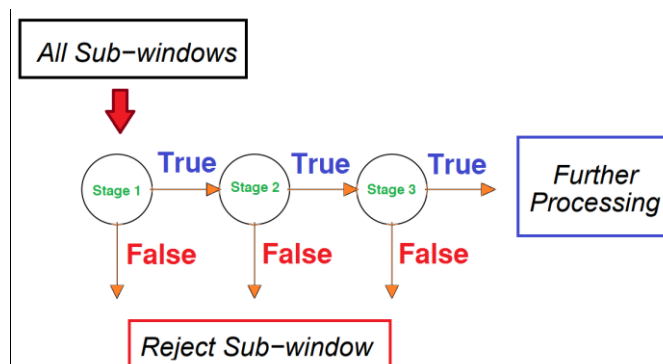 All Sub-windows
True True True
Stage 1 Stage 2 Stage 3
Further
Processing
False False False
Reject Sub-window